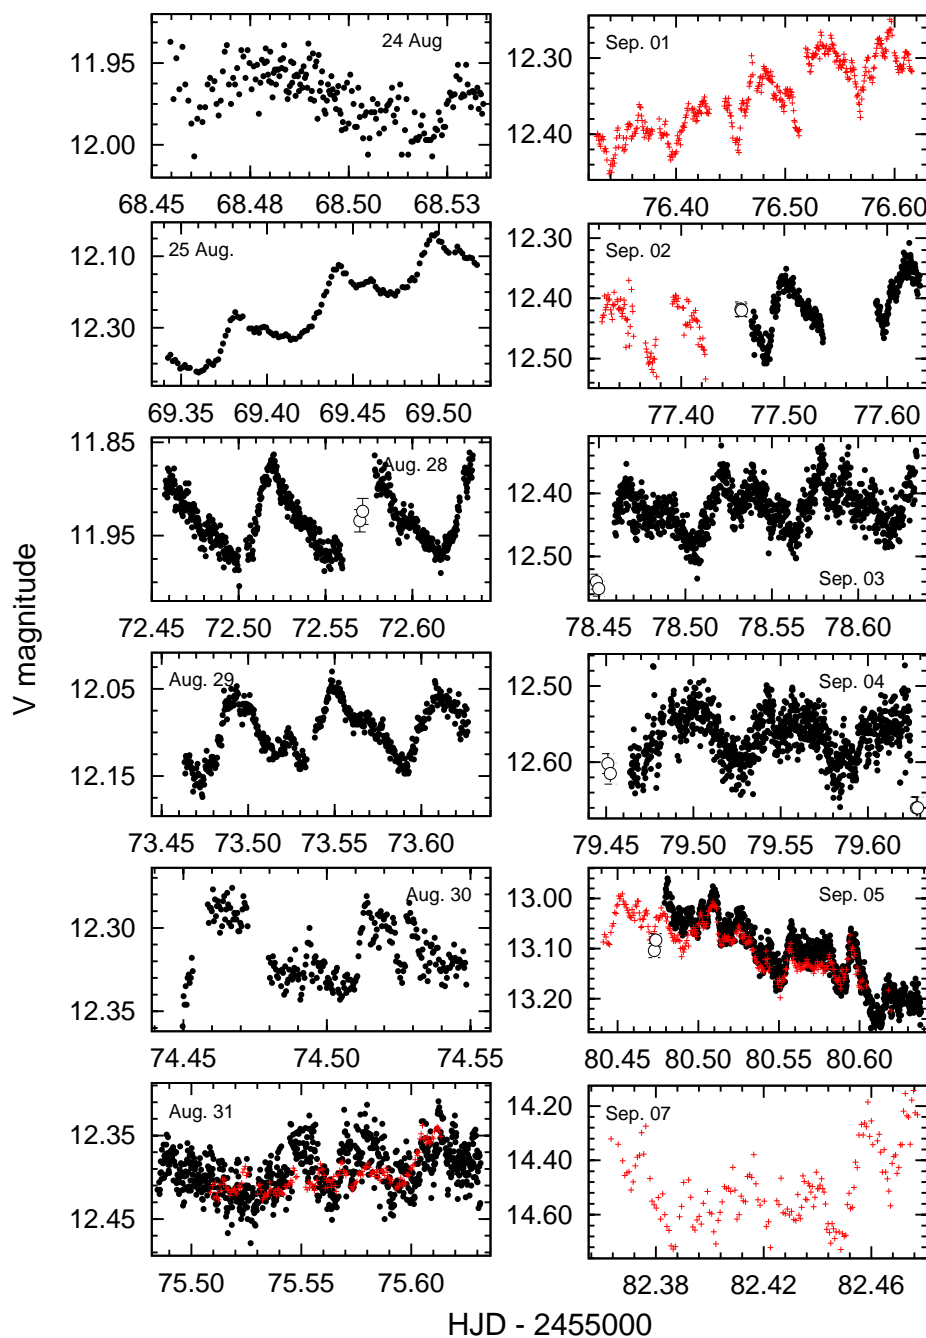 24 Aug
11.95
12.00
68.45 68.48 68.50 68.53
25 Aug.
12.10
12.30
69.35 69.40 69.45 69.50
Aug. 28
11.85
11.95
72.45 72.50 72.55 72.60
Aug. 29
12.05
12.15
73.45 73.50 73.55 73.60
Aug. 30
12.30
12.35
74.45 74.50 74.55
Aug. 31
12.35
12.45
75.50 75.55 75.60
Sep. 01
12.30
12.40
76.40 76.50 76.60
Sep. 02
12.30
12.40
12.50
77.40 77.50 77.60
12.40
12.50
Sep. 03
78.45 78.50 78.55 78.60
Sep. 04
12.50
12.60
79.45 79.50 79.55 79.60
Sep. 05
13.00
13.10
13.20
80.45 80.50 80.55 80.60
Sep. 07
14.20
14.40
14.60
82.38 82.42 82.46
V magnitude
HJD - 2455000